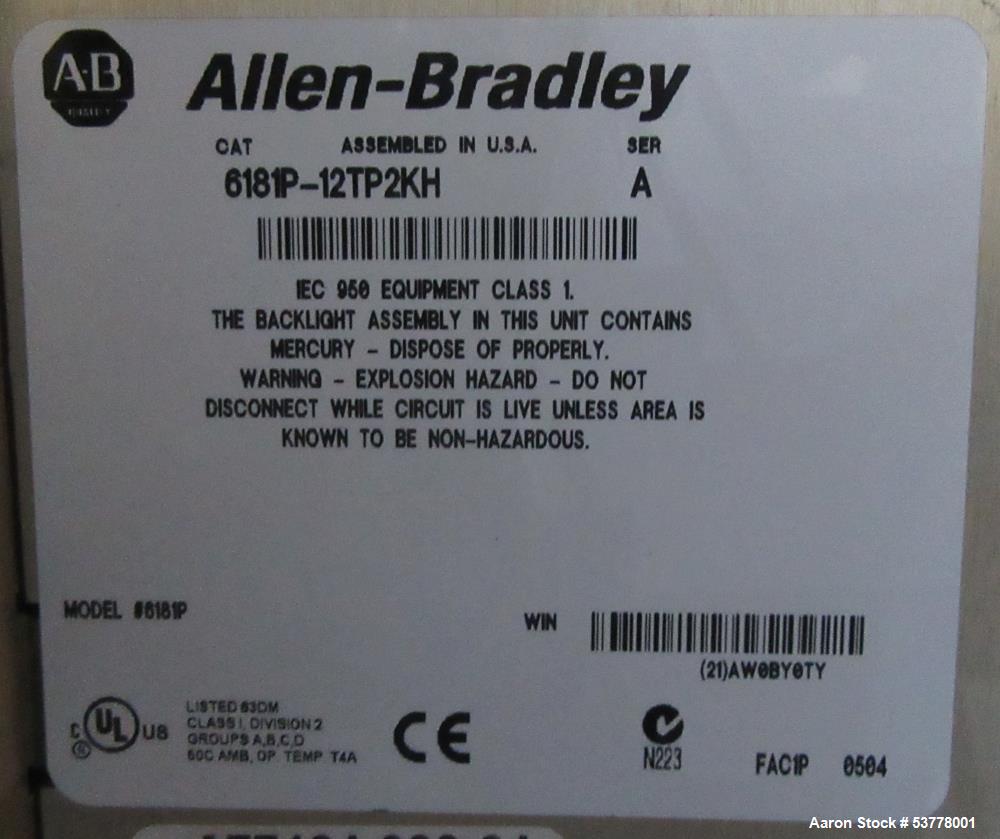 A·B
QUALITY
Allen-Bradley
CAT ASSEMBLED IN U.S.A. SER
6181P-12TP2KH A
IEC 950 EQUIPMENT CLASS 1.
THE BACKLIGHT ASSEMBLY IN THIS UNIT CONTAINS
MERCURY - DISPOSE OF PROPERLY.
WARNING - EXPLOSION HAZARD - DO NOT
DISCONNECT WHILE CIRCUIT IS LIVE UNLESS AREA IS
KNOWN TO BE NON-HAZARDOUS.
MODEL #6181P
WIN
(21)AW0BY0TY
C UL US
LISTED 63DM
CLASS I, DIVISION 2
GROUPS A,B,C,D
50C AMB, OP. TEMP T4A
CE
N223
FAC1P 0504
Aaron Stock # 53778001